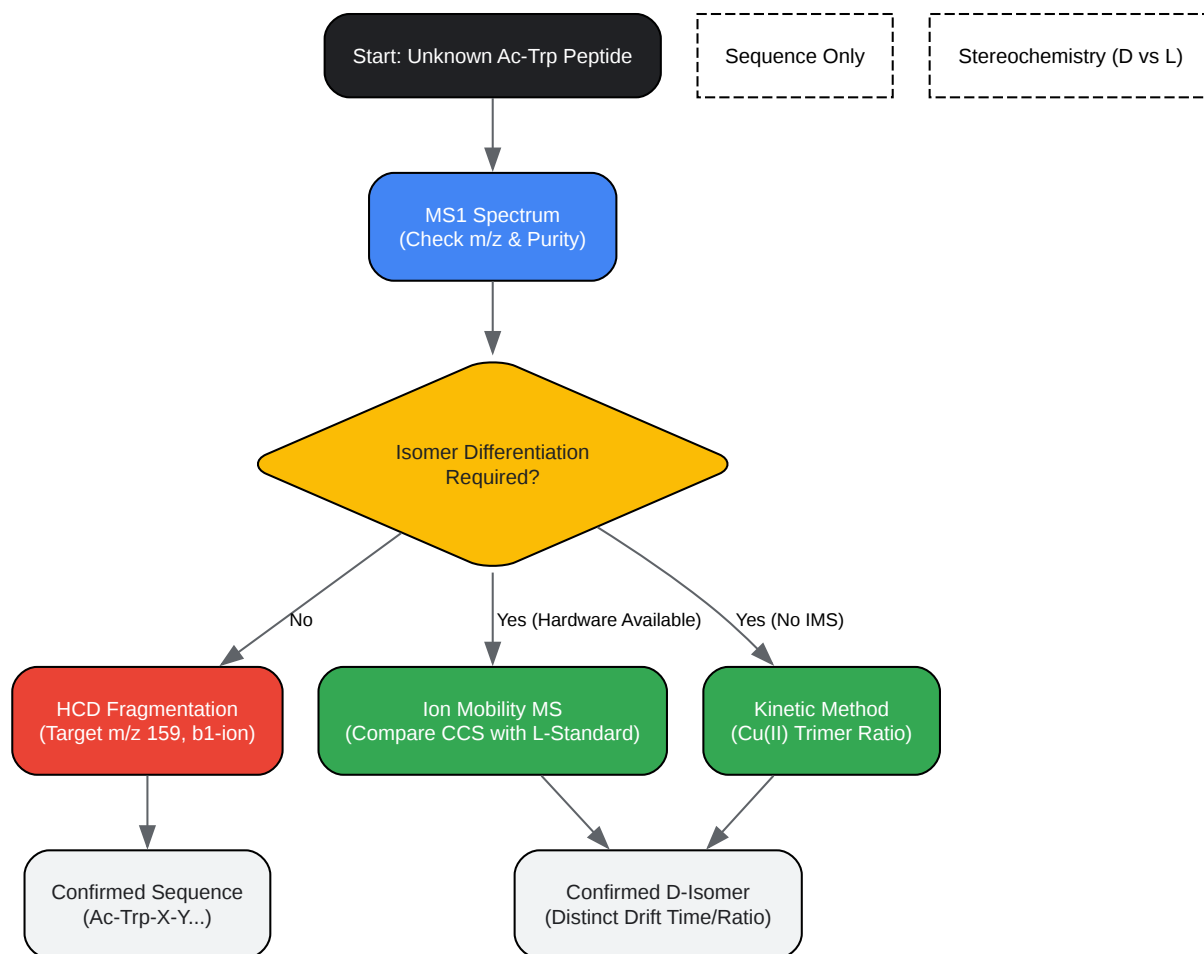 Start: Unknown Ac-Trp Peptide
Sequence Only
Stereochemistry (D vs L)
MS1 Spectrum
(Check m/z & Purity)
Isomer Differentiation
Required?
No
Yes (Hardware Available)
Yes (No IMS)
HCD Fragmentation
(Target m/z 159, b1-ion)
Ion Mobility MS
(Compare CCS with L-Standard)
Kinetic Method
(Cu(II) Trimer Ratio)
Confirmed Sequence
(Ac-Trp-X-Y...)
Confirmed D-Isomer
(Distinct Drift Time/Ratio)